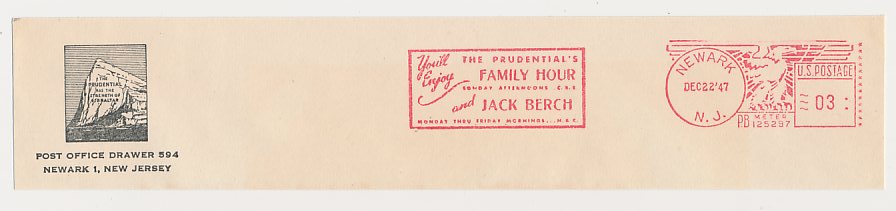 THE
PRUDENTIAL
HAS THE
STRENGTH OF
GIBRALTAR
POST OFFICE DRAWER 594
NEWARK 1, NEW JERSEY
You'll Enjoy
THE PRUDENTIAL'S
FAMILY HOUR
SUNDAY AFTERNOONS C.B.S
and JACK BERCH
MONDAY THRU FRIDAY MORNINGS... N.B.C.
NEWARK
DEC 22 '47
N. J.
U.S. POSTAGE
03
PB METER
125297